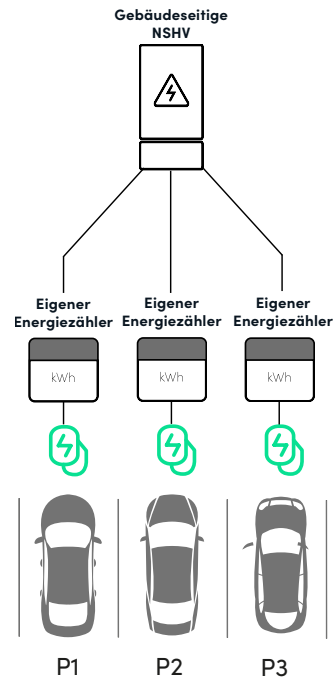 Gebäudeseitige
NSHV
Eigener
Energiezähler
Eigener
Energiezähler
Eigener
Energiezähler
kWh
kWh
kWh
P1
P2
P3